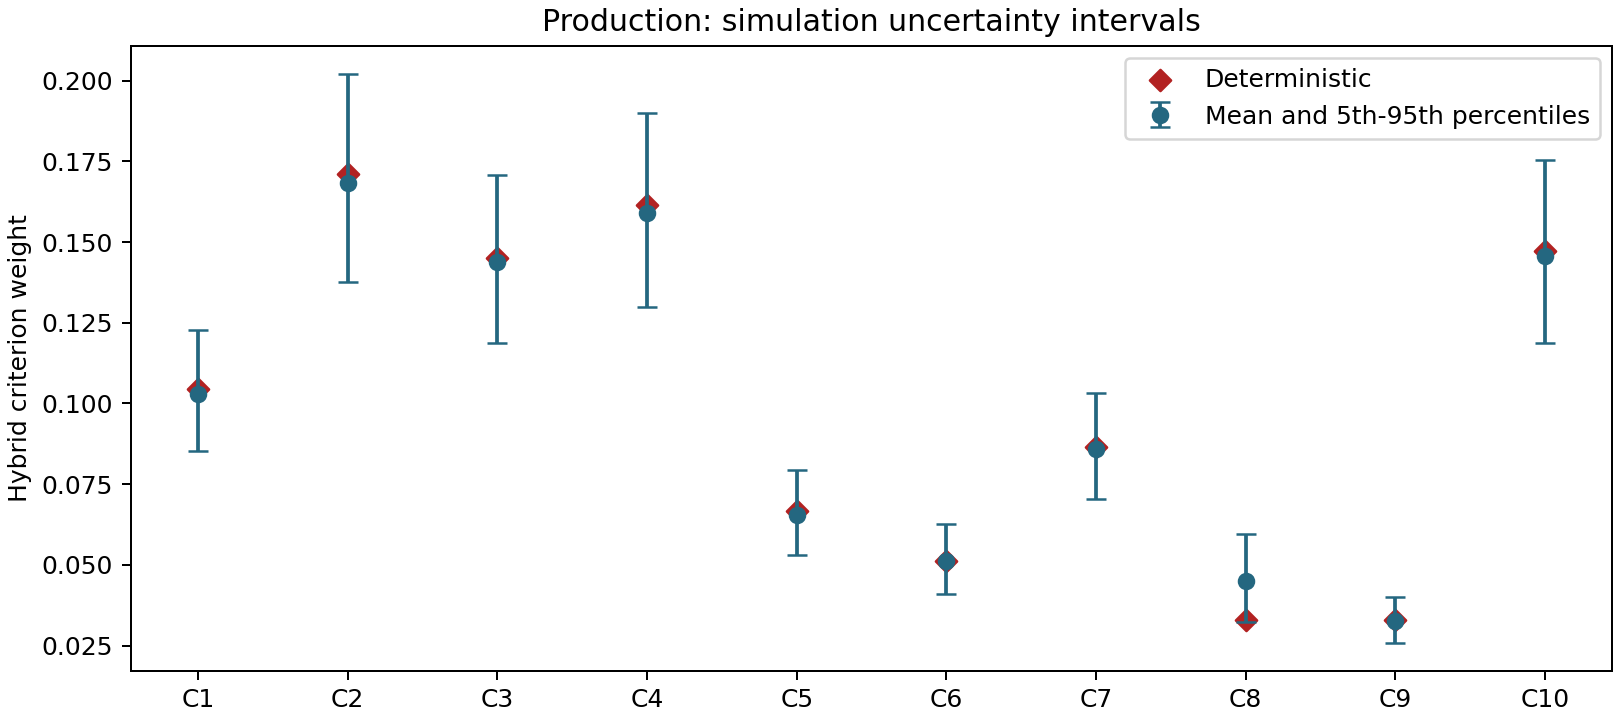 Production: simulation uncertainty intervals
Deterministic
Mean and 5th-95th percentiles
Hybrid criterion weight
0.200
0.175
0.150
0.125
0.100
0.075
0.050
0.025
C1 C2 C3 C4 C5 C6 C7 C8 C9 C10